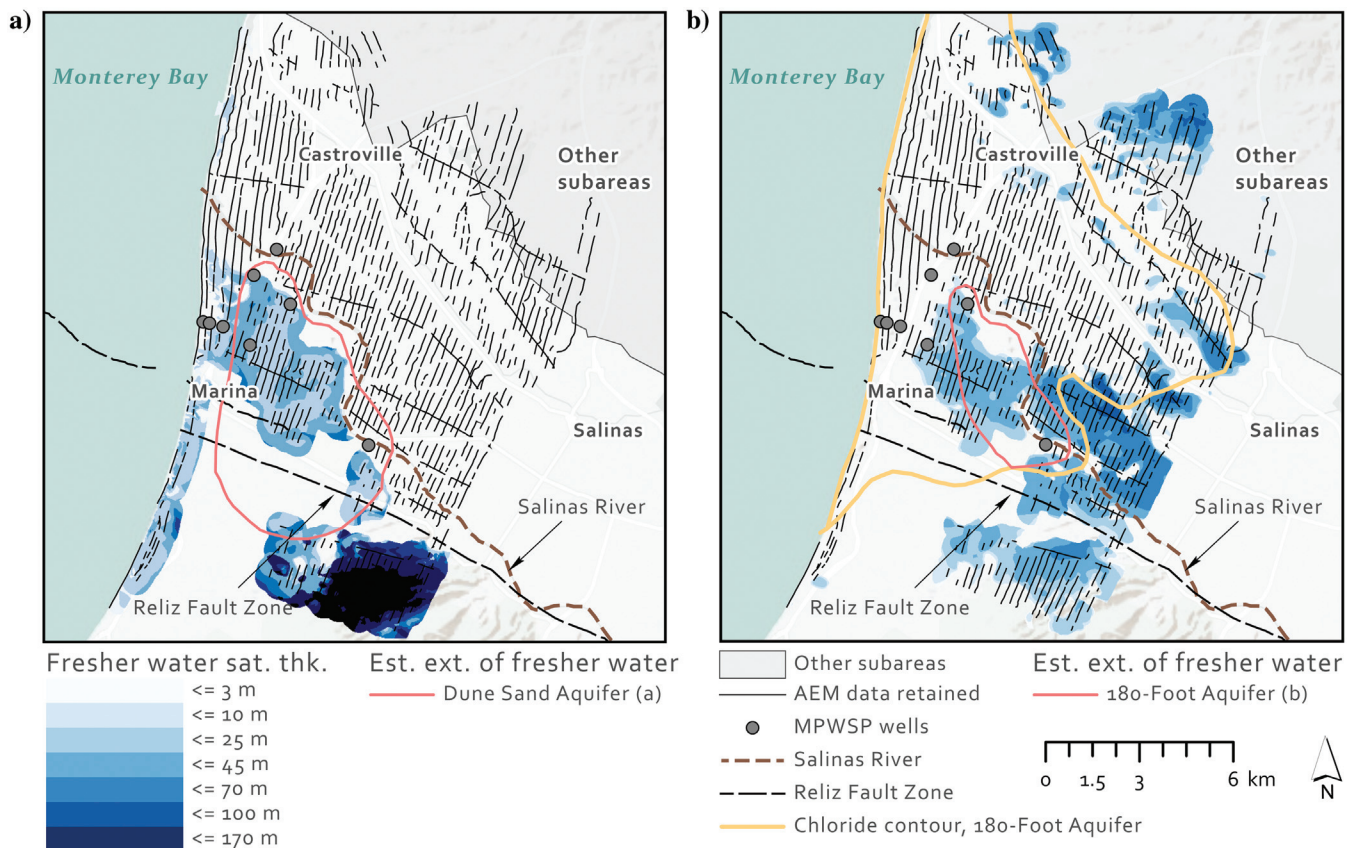 a)
Monterey Bay
Castroville
Other
subareas
Marina
Salinas
Salinas River
Reliz Fault Zone
Fresher water sat. thk.
<= 3 m
<= 10 m
<= 25 m
<= 45 m
<= 70 m
<= 100 m
<= 170 m
Est. ext. of fresher water
Dune Sand Aquifer (a)
b)
Monterey Bay
Castroville
Other
subareas
Marina
Salinas
Salinas River
Reliz Fault Zone
Other subareas
AEM data retained
MPWSP wells
Salinas River
Reliz Fault Zone
Chloride contour, 180-Foot Aquifer
Est. ext. of fresher water
180-Foot Aquifer (b)
0 1.5 3 6 km
N